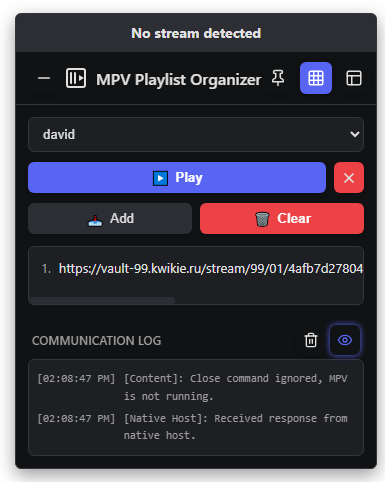 No stream detected
MPV Playlist Organizer
david
Play
Add
Clear
1. https://vault-99.kwikie.ru/stream/99/01/4afb7d27804
COMMUNICATION LOG
[02:08:47 PM] [Content]: Close command ignored, MPV
is not running.
[02:08:47 PM] [Native Host]: Received response from
native host.